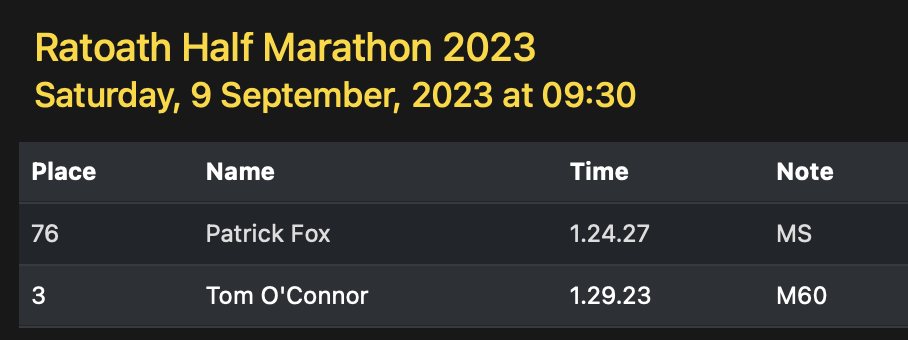 Ratoath Half Marathon 2023
Saturday, 9 September, 2023 at 09:30
Place Name Time Note
76 Patrick Fox 1.24.27 MS
3 Tom O'Connor 1.29.23 M60